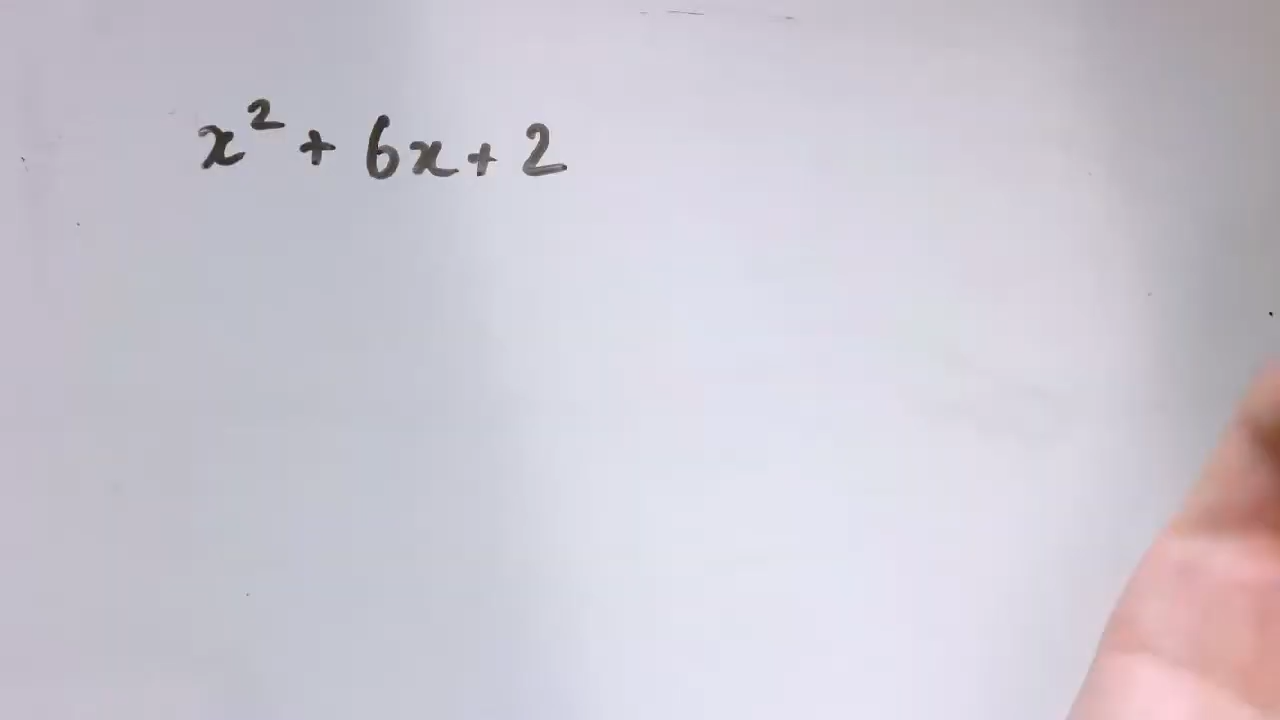 x² + 6x + 2